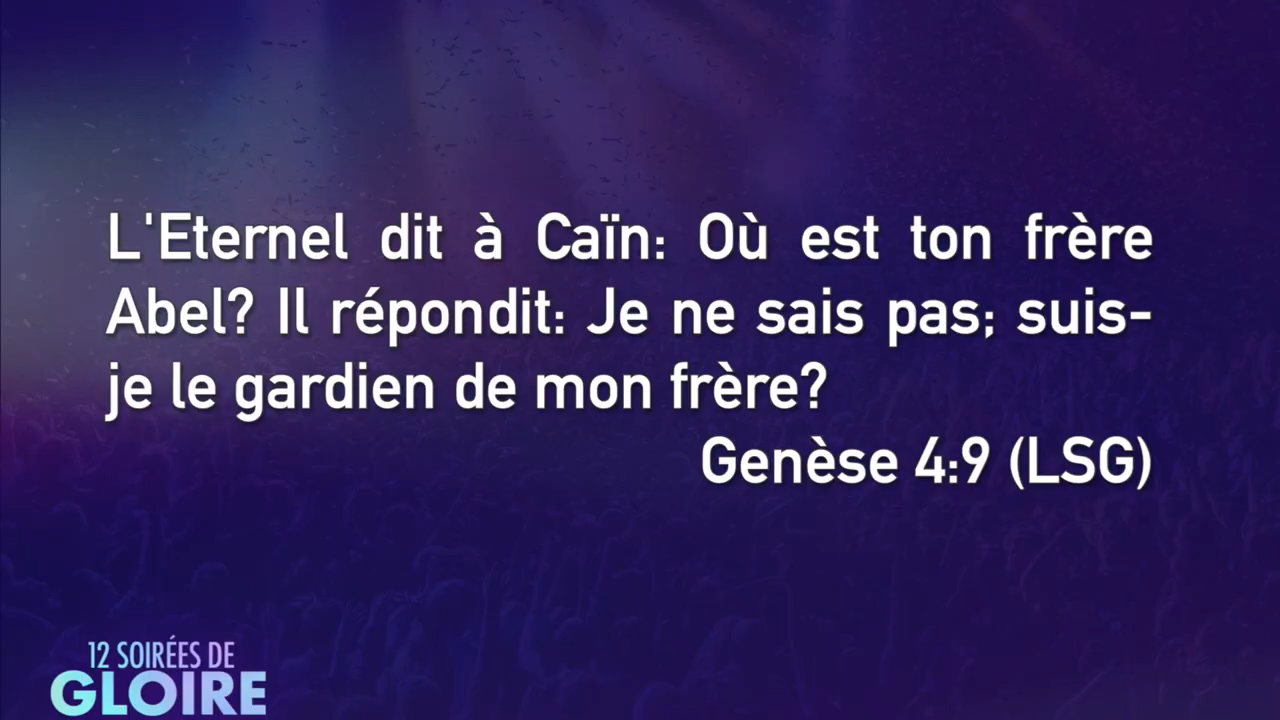 L'Eternel dit à Caïn: Où est ton frère
Abel? Il répondit: Je ne sais pas; suis-
je le gardien de mon frère?
Genèse 4:9 (LSG)
12 SOIRÉES DE
GLOIRE